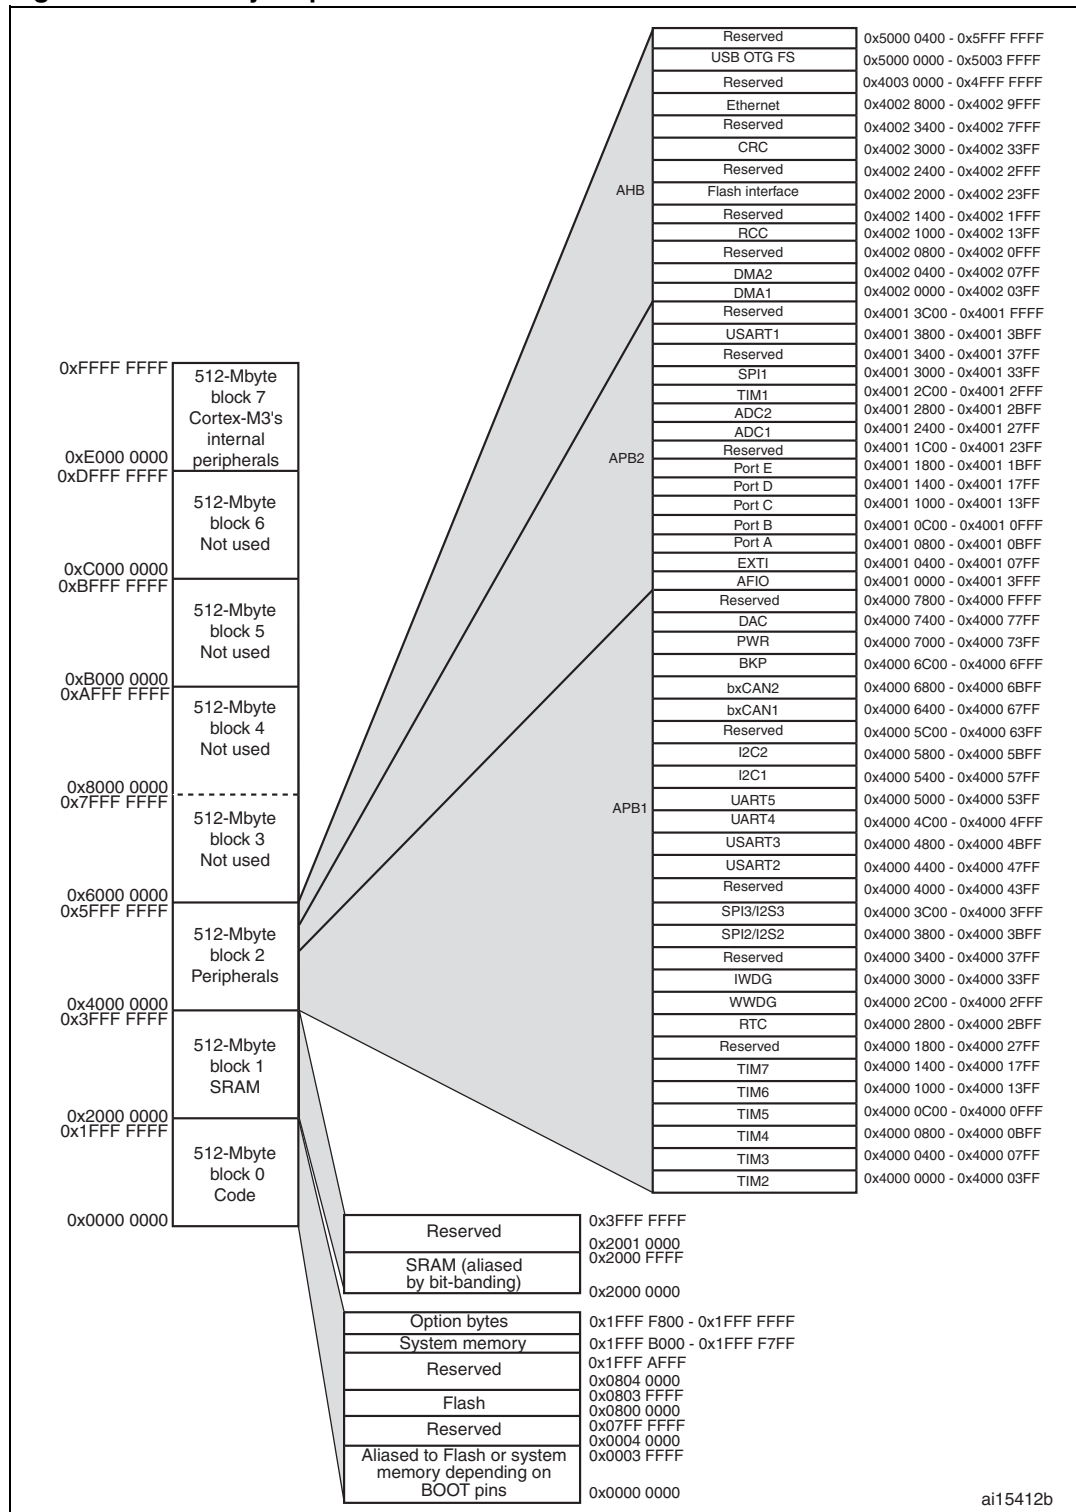 Reserved 0x5000 0400 - 0x5FFF FFFF
USB OTG FS 0x5000 0000 - 0x5003 FFFF
Reserved 0x4003 0000 - 0x4FFF FFFF
Ethernet 0x4002 8000 - 0x4002 9FFF
Reserved 0x4002 3400 - 0x4002 7FFF
CRC 0x4002 3000 - 0x4002 33FF
Reserved 0x4002 2400 - 0x4002 2FFF
AHB
Flash interface 0x4002 2000 - 0x4002 23FF
Reserved 0x4002 1400 - 0x4002 1FFF
RCC 0x4002 1000 - 0x4002 13FF
Reserved 0x4002 0800 - 0x4002 0FFF
DMA2 0x4002 0400 - 0x4002 07FF
DMA1 0x4002 0000 - 0x4002 03FF
Reserved 0x4001 3C00 - 0x4001 FFFF
USART1 0x4001 3800 - 0x4001 3BFF
Reserved 0x4001 3400 - 0x4001 37FF
SPI1 0x4001 3000 - 0x4001 33FF
TIM1 0x4001 2C00 - 0x4001 2FFF
ADC2 0x4001 2800 - 0x4001 2BFF
ADC1 0x4001 2400 - 0x4001 27FF
Reserved 0x4001 1C00 - 0x4001 23FF
APB2
Port E 0x4001 1800 - 0x4001 1BFF
Port D 0x4001 1400 - 0x4001 17FF
Port C 0x4001 1000 - 0x4001 13FF
Port B 0x4001 0C00 - 0x4001 0FFF
Port A 0x4001 0800 - 0x4001 0BFF
EXTI 0x4001 0400 - 0x4001 07FF
AFIO 0x4001 0000 - 0x4001 3FFF
Reserved 0x4000 7800 - 0x4000 FFFF
DAC 0x4000 7400 - 0x4000 77FF
PWR 0x4000 7000 - 0x4000 73FF
BKP 0x4000 6C00 - 0x4000 6FFF
bxCAN2 0x4000 6800 - 0x4000 6BFF
bxCAN1 0x4000 6400 - 0x4000 67FF
Reserved 0x4000 5C00 - 0x4000 63FF
I2C2 0x4000 5800 - 0x4000 5BFF
I2C1 0x4000 5400 - 0x4000 57FF
UART5 0x4000 5000 - 0x4000 53FF
APB1
UART4 0x4000 4C00 - 0x4000 4FFF
USART3 0x4000 4800 - 0x4000 4BFF
USART2 0x4000 4400 - 0x4000 47FF
Reserved 0x4000 4000 - 0x4000 43FF
SPI3/I2S3 0x4000 3C00 - 0x4000 3FFF
SPI2/I2S2 0x4000 3800 - 0x4000 3BFF
Reserved 0x4000 3400 - 0x4000 37FF
IWDG 0x4000 3000 - 0x4000 33FF
WWDG 0x4000 2C00 - 0x4000 2FFF
RTC 0x4000 2800 - 0x4000 2BFF
Reserved 0x4000 1800 - 0x4000 27FF
TIM7 0x4000 1400 - 0x4000 17FF
TIM6 0x4000 1000 - 0x4000 13FF
TIM5 0x4000 0C00 - 0x4000 0FFF
TIM4 0x4000 0800 - 0x4000 0BFF
TIM3 0x4000 0400 - 0x4000 07FF
TIM2 0x4000 0000 - 0x4000 03FF
0xFFFF FFFF
512-Mbyte
block 7
Cortex-M3's
internal
peripherals
0xE000 0000
0xDFFF FFFF
512-Mbyte
block 6
Not used
0xC000 0000
0xBFFF FFFF
512-Mbyte
block 5
Not used
0xB000 0000
0xAFFF FFFF
512-Mbyte
block 4
Not used
0x8000 0000
0x7FFF FFFF
512-Mbyte
block 3
Not used
0x6000 0000
0x5FFF FFFF
512-Mbyte
block 2
Peripherals
0x4000 0000
0x3FFF FFFF
512-Mbyte
block 1
SRAM
0x2000 0000
0x1FFF FFFF
512-Mbyte
block 0
Code
0x0000 0000
0x3FFF FFFF
Reserved
0x2001 0000
0x2000 FFFF
SRAM (aliased
by bit-banding)
0x2000 0000
Option bytes 0x1FFF F800 - 0x1FFF FFFF
System memory 0x1FFF B000 - 0x1FFF F7FF
0x1FFF AFFF
Reserved
0x0804 0000
0x0803 FFFF
Flash
0x0800 0000
0x07FF FFFF
Reserved
0x0004 0000
0x0003 FFFF
Aliased to Flash or system
memory depending on
BOOT pins
0x0000 0000
ai15412b